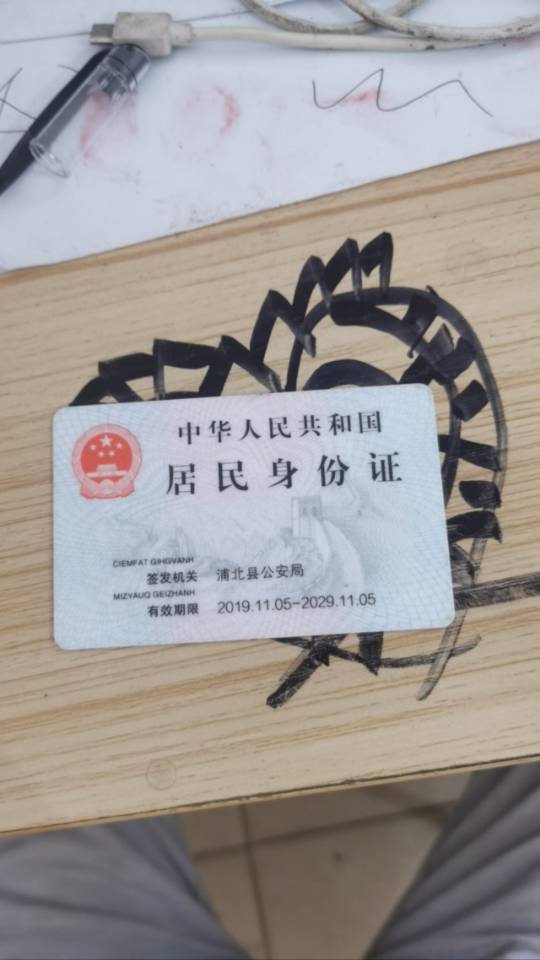 中华人民共和国
居民身份证
CIEMFAT GIHGVANH
签发机关 浦北县公安局
MIZYAUQ GEIZHANH
有效期限 2019.11.05-2029.11.05